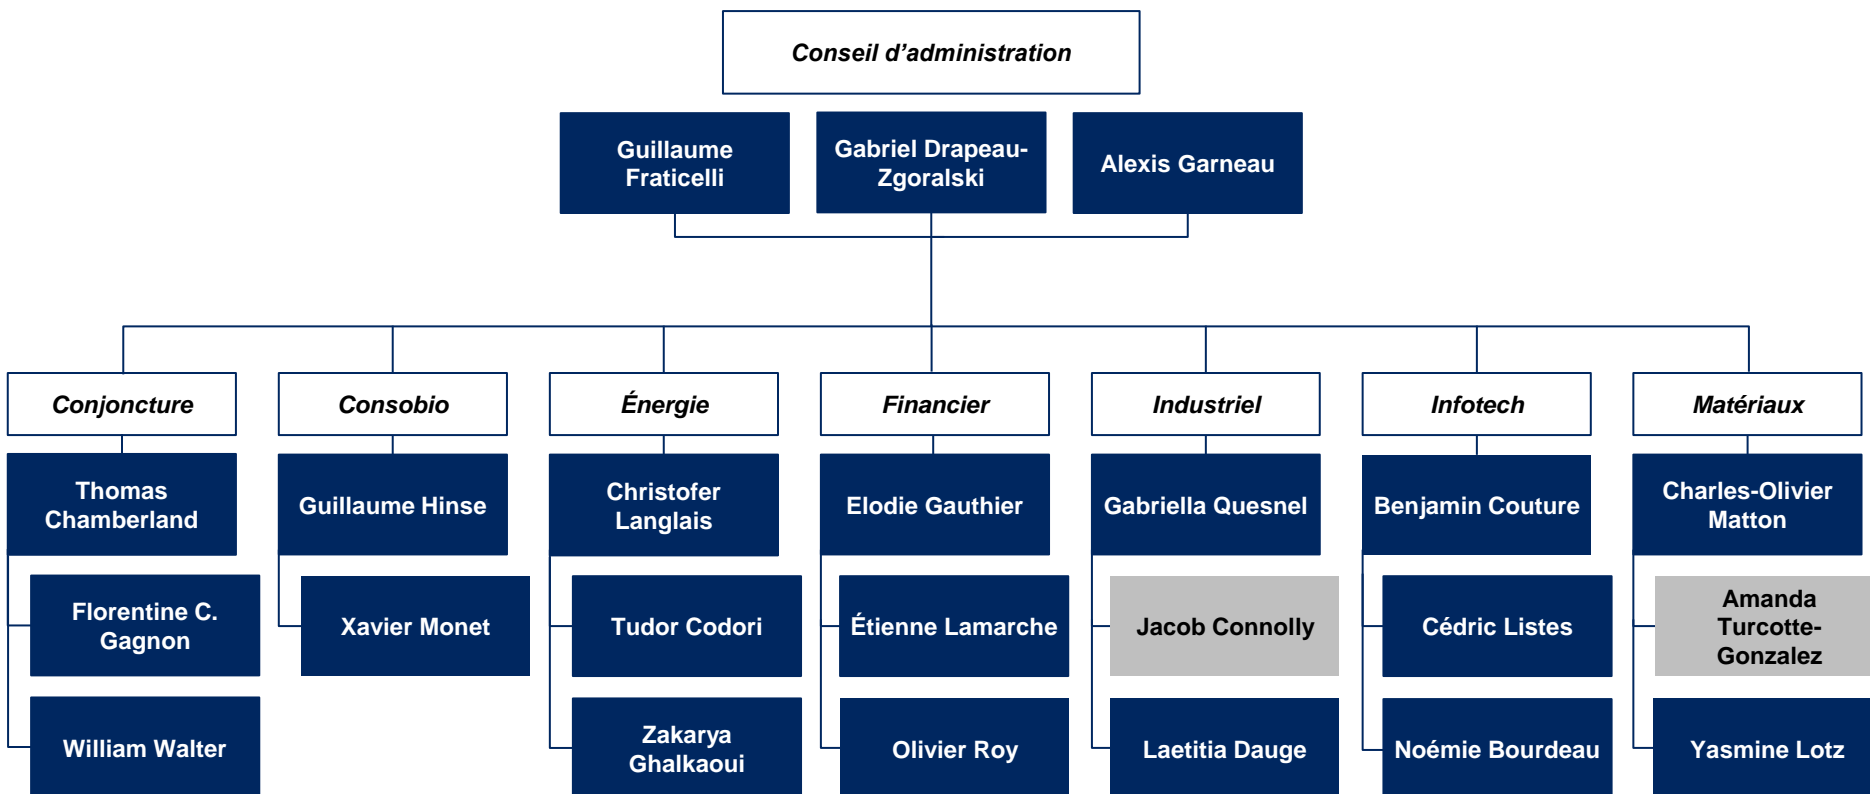 Conseil d’administration
Guillaume
Fraticelli
Gabriel Drapeau-
Zgoralski
Alexis Garneau
Conjoncture
Consobio
Énergie
Financier
Industriel
Infotech
Matériaux
Thomas
Chamberland
Guillaume Hinse
Christofer
Langlais
Elodie Gauthier
Gabriella Quesnel
Benjamin Couture
Charles-Olivier
Matton
Florentine C.
Gagnon
Xavier Monet
Tudor Codori
Étienne Lamarche
Jacob Connolly
Cédric Listes
Amanda
Turcotte-
Gonzalez
William Walter
Zakarya
Ghalkaoui
Olivier Roy
Laetitia Dauge
Noémie Bourdeau
Yasmine Lotz